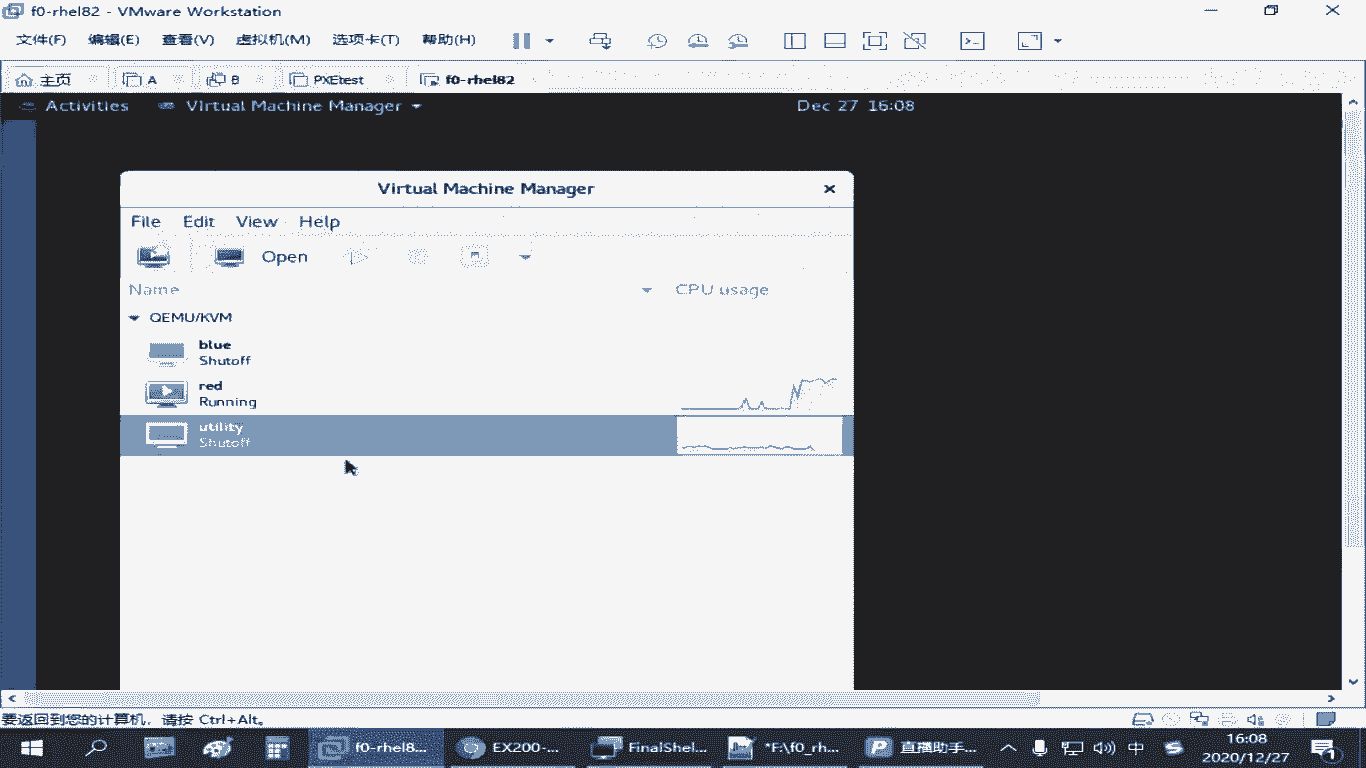 f0-rhel82 - VMware Workstation
文件(F) 编辑(E) 查看(V) 虚拟机(M) 选项卡(T) 帮助(H)
主页 A B PXEtest f0-rhel82
Activities Virtual Machine Manager Dec 27 16:08
Virtual Machine Manager
File Edit View Help
Open
Name CPU usage
QEMU/KVM
blue
Shutoff
red
Running
utility
Shutoff
要返回到您的计算机，请按 Ctrl+Alt。
f0-rhel8... EX200-... FinalShel... *F:\f0_rh... 直播助手... 中 16:08
2020/12/27
1